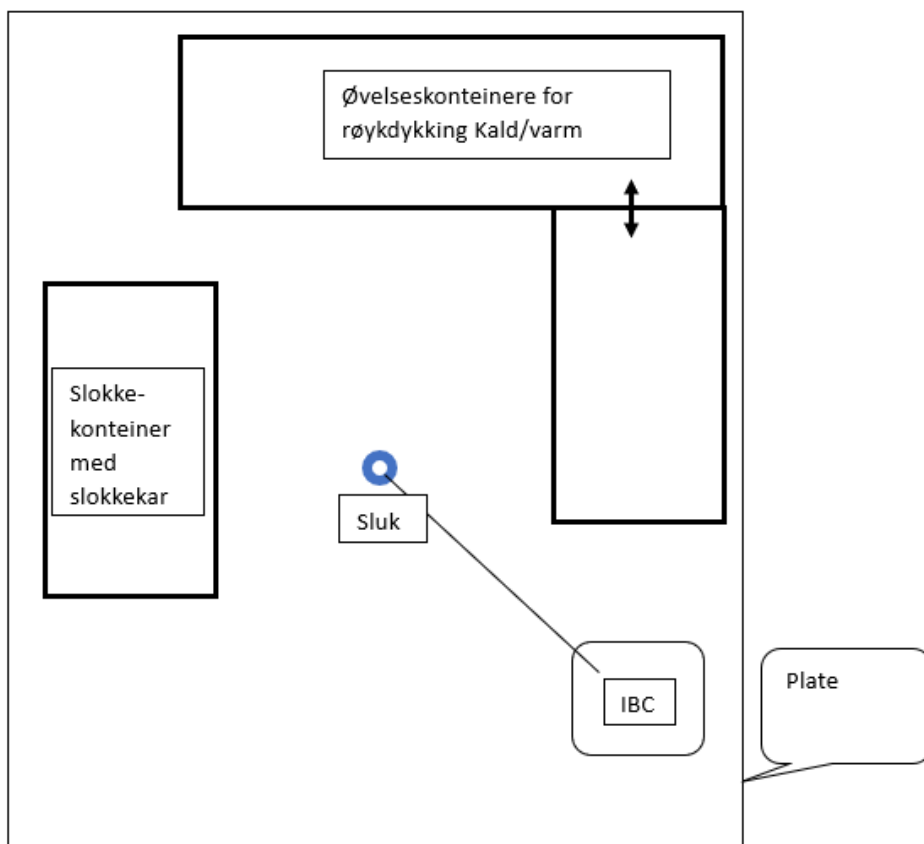 Øvelseskonteinere for
røykdykking Kald/varm
Slokke-
konteiner
med
slokkekar
Sluk
IBC
Plate